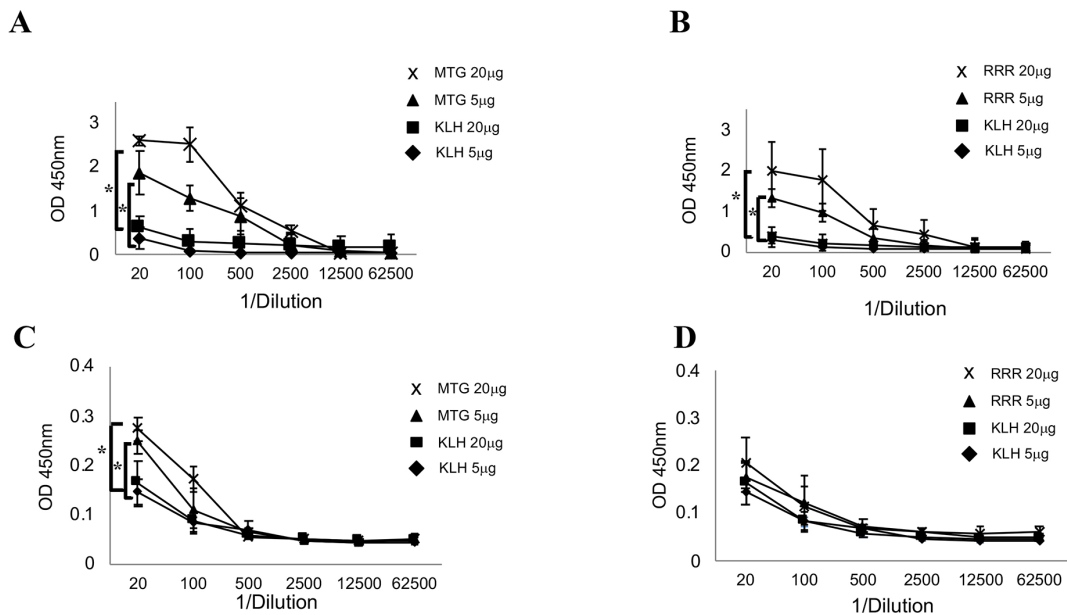 A
MTG 20μg
MTG 5μg
KLH 20μg
KLH 5μg
OD 450nm
3
2
1
0
*
*
20 100 500 2500 12500 62500
1/Dilution
B
RRR 20μg
RRR 5μg
KLH 20μg
KLH 5μg
OD 450nm
3
2
1
0
*
*
20 100 500 2500 12500 62500
1/Dilution
C
MTG 20μg
MTG 5μg
KLH 20μg
KLH 5μg
OD 450nm
0.4
0.3
0.2
0.1
0
*
*
20 100 500 2500 12500 62500
1/Dilution
D
RRR 20μg
RRR 5μg
KLH 20μg
KLH 5μg
OD 450nm
0.4
0.3
0.2
0.1
0
20 100 500 2500 12500 62500
1/Dilution